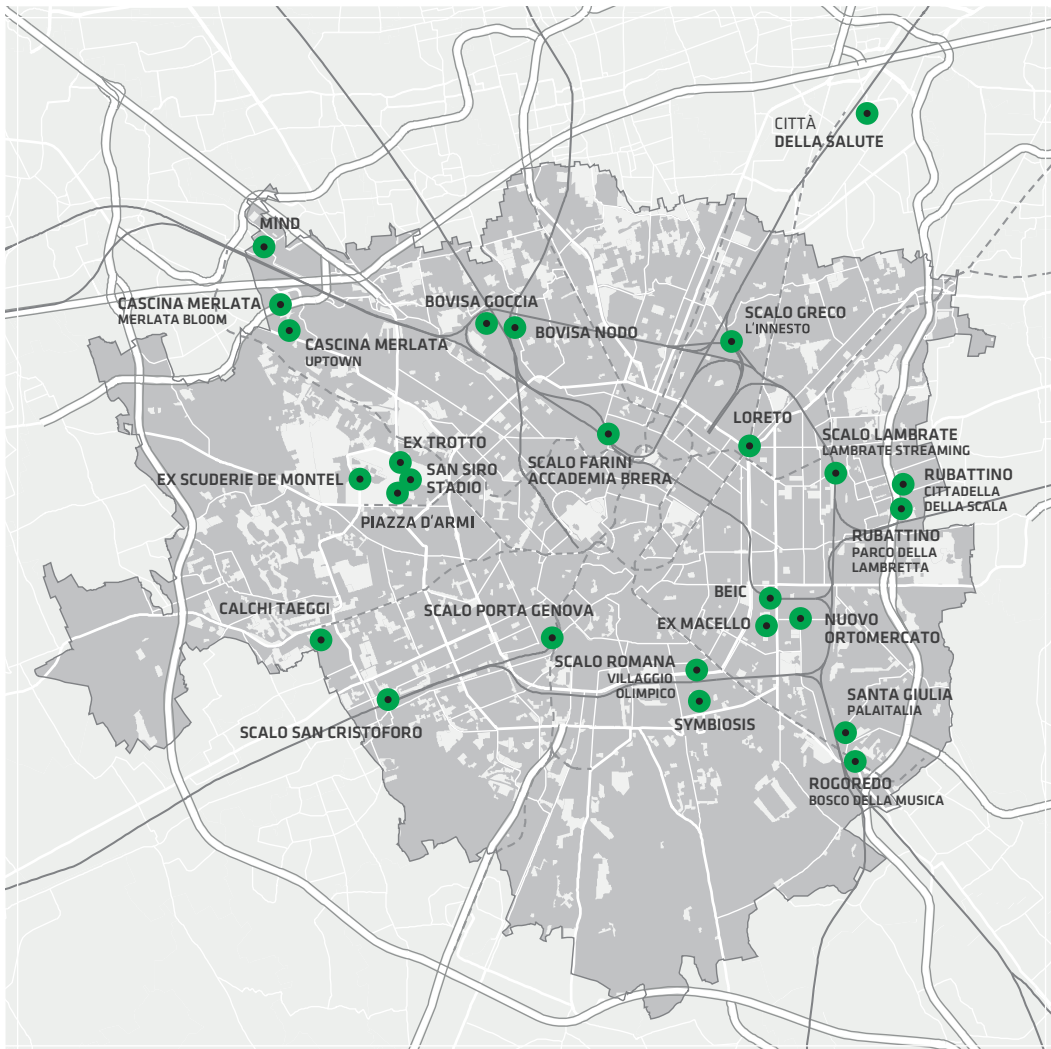 CITTÀ
DELLA SALUTE
MIND
CASCINA MERLATA
MERLATA BLOOM
CASCINA MERLATA
UPTOWN
BOVISA GOCCIA
BOVISA NODO
SCALO GRECO
L'INNESTO
LORETO
SCALO LAMBRATE
LAMBRATE STREAMING
EX TROTTO
SAN SIRO
STADIO
EX SCUDERIE DE MONTEL
PIAZZA D'ARMI
SCALO FARINI
ACCADEMIA BRERA
RUBATTINO
CITTADELLA
DELLA SCALA
RUBATTINO
PARCO DELLA
LAMBRETTA
CALCHI TAEGGI
SCALO PORTA GENOVA
BEIC
EX MACELLO
NUOVO
ORTOMERCATO
SCALO ROMANA
VILLAGGIO
OLIMPICO
SYMBIOSIS
SANTA GIULIA
PALAITALIA
SCALO SAN CRISTOFORO
ROGOREDO
BOSCO DELLA MUSICA